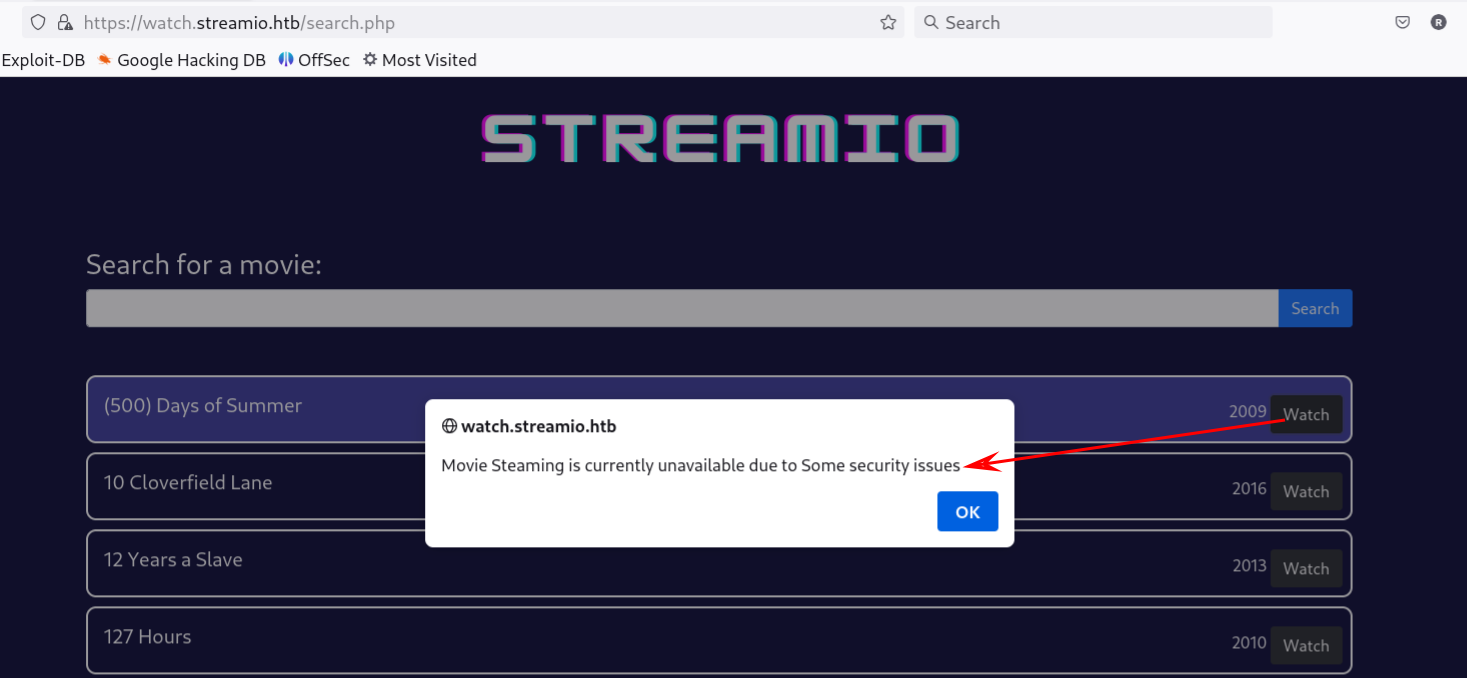 https://watch.streamio.htb/search.php
Search
R
Exploit-DB Google Hacking DB OffSec Most Visited
STREAMIO
Search for a movie:
Search
(500) Days of Summer
2009 Watch
watch.streamio.htb
Movie Steaming is currently unavailable due to Some security issues
OK
10 Cloverfield Lane
2016 Watch
12 Years a Slave
2013 Watch
127 Hours
2010 Watch